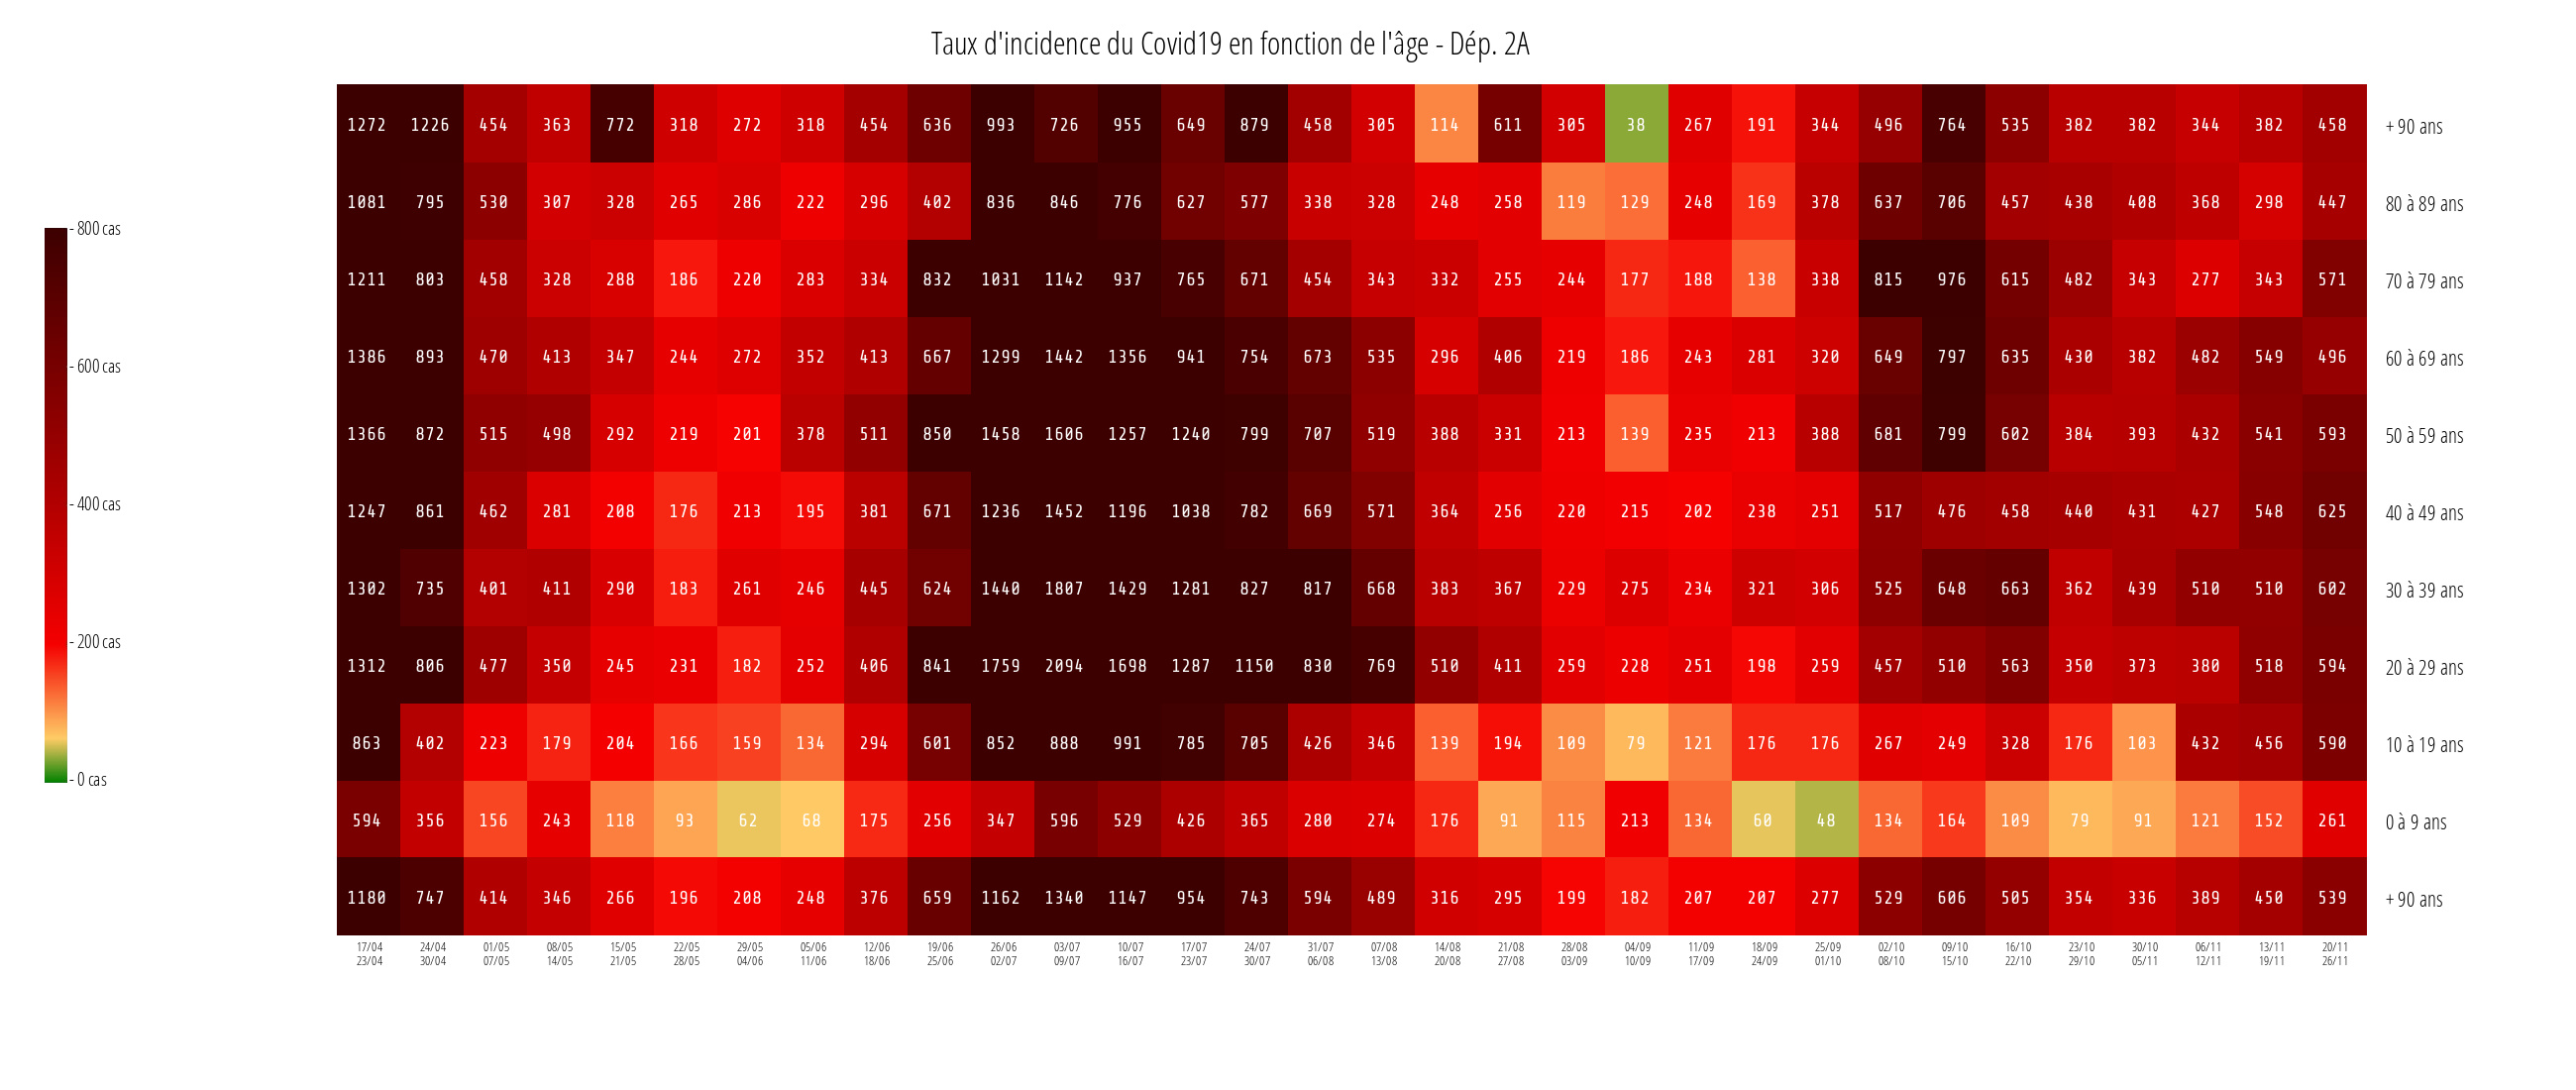 Taux d'incidence du Covid19 en fonction de l'âge - Dép. 2A
- 800 cas
- 600 cas
- 400 cas
- 200 cas
- 0 cas
1272 1226 454 363 772 318 272 318 454 636 993 726 955 649 879 458 305 114 611 305 38 267 191 344 496 764 535 382 382 344 382 458 + 90 ans
1081 795 530 307 328 265 286 222 296 402 836 846 776 627 577 338 328 248 258 119 129 248 169 378 637 706 457 438 408 368 298 447 80 à 89 ans
1211 803 458 328 288 186 220 283 334 832 1031 1142 937 765 671 454 343 332 255 244 177 188 138 338 815 976 615 482 343 277 343 571 70 à 79 ans
1386 893 470 413 347 244 272 352 413 667 1299 1442 1356 941 754 673 535 296 406 219 186 243 281 320 649 797 635 430 382 482 549 496 60 à 69 ans
1366 872 515 498 292 219 201 378 511 850 1458 1606 1257 1240 799 707 519 388 331 213 139 235 213 388 681 799 602 384 393 432 541 593 50 à 59 ans
1247 861 462 281 208 176 213 195 381 671 1236 1452 1196 1038 782 669 571 364 256 220 215 202 238 251 517 476 458 440 431 427 548 625 40 à 49 ans
1302 735 401 411 290 183 261 246 445 624 1440 1807 1429 1281 827 817 668 383 367 229 275 234 321 306 525 648 663 362 439 510 510 602 30 à 39 ans
1312 806 477 350 245 231 182 252 406 841 1759 2094 1698 1287 1150 830 769 510 411 259 228 251 198 259 457 510 563 350 373 380 518 594 20 à 29 ans
863 402 223 179 204 166 159 134 294 601 852 888 991 785 705 426 346 139 194 109 79 121 176 176 267 249 328 176 103 432 456 590 10 à 19 ans
594 356 156 243 118 93 62 68 175 256 347 596 529 426 365 280 274 176 91 115 213 134 60 48 134 164 109 79 91 121 152 261 0 à 9 ans
1180 747 414 346 266 196 208 248 376 659 1162 1340 1147 954 743 594 489 316 295 199 182 207 207 277 529 606 505 354 336 389 450 539 + 90 ans
17/04 24/04 01/05 08/05 15/05 22/05 29/05 05/06 12/06 19/06 26/06 03/07 10/07 17/07 24/07 31/07 07/08 14/08 21/08 28/08 04/09 11/09 18/09 25/09 02/10 09/10 16/10 23/10 30/10 06/11 13/11 20/11
23/04 30/04 07/05 14/05 21/05 28/05 04/06 11/06 18/06 25/06 02/07 09/07 16/07 23/07 30/07 06/08 13/08 20/08 27/08 03/09 10/09 17/09 24/09 01/10 08/10 15/10 22/10 29/10 05/11 12/11 19/11 26/11